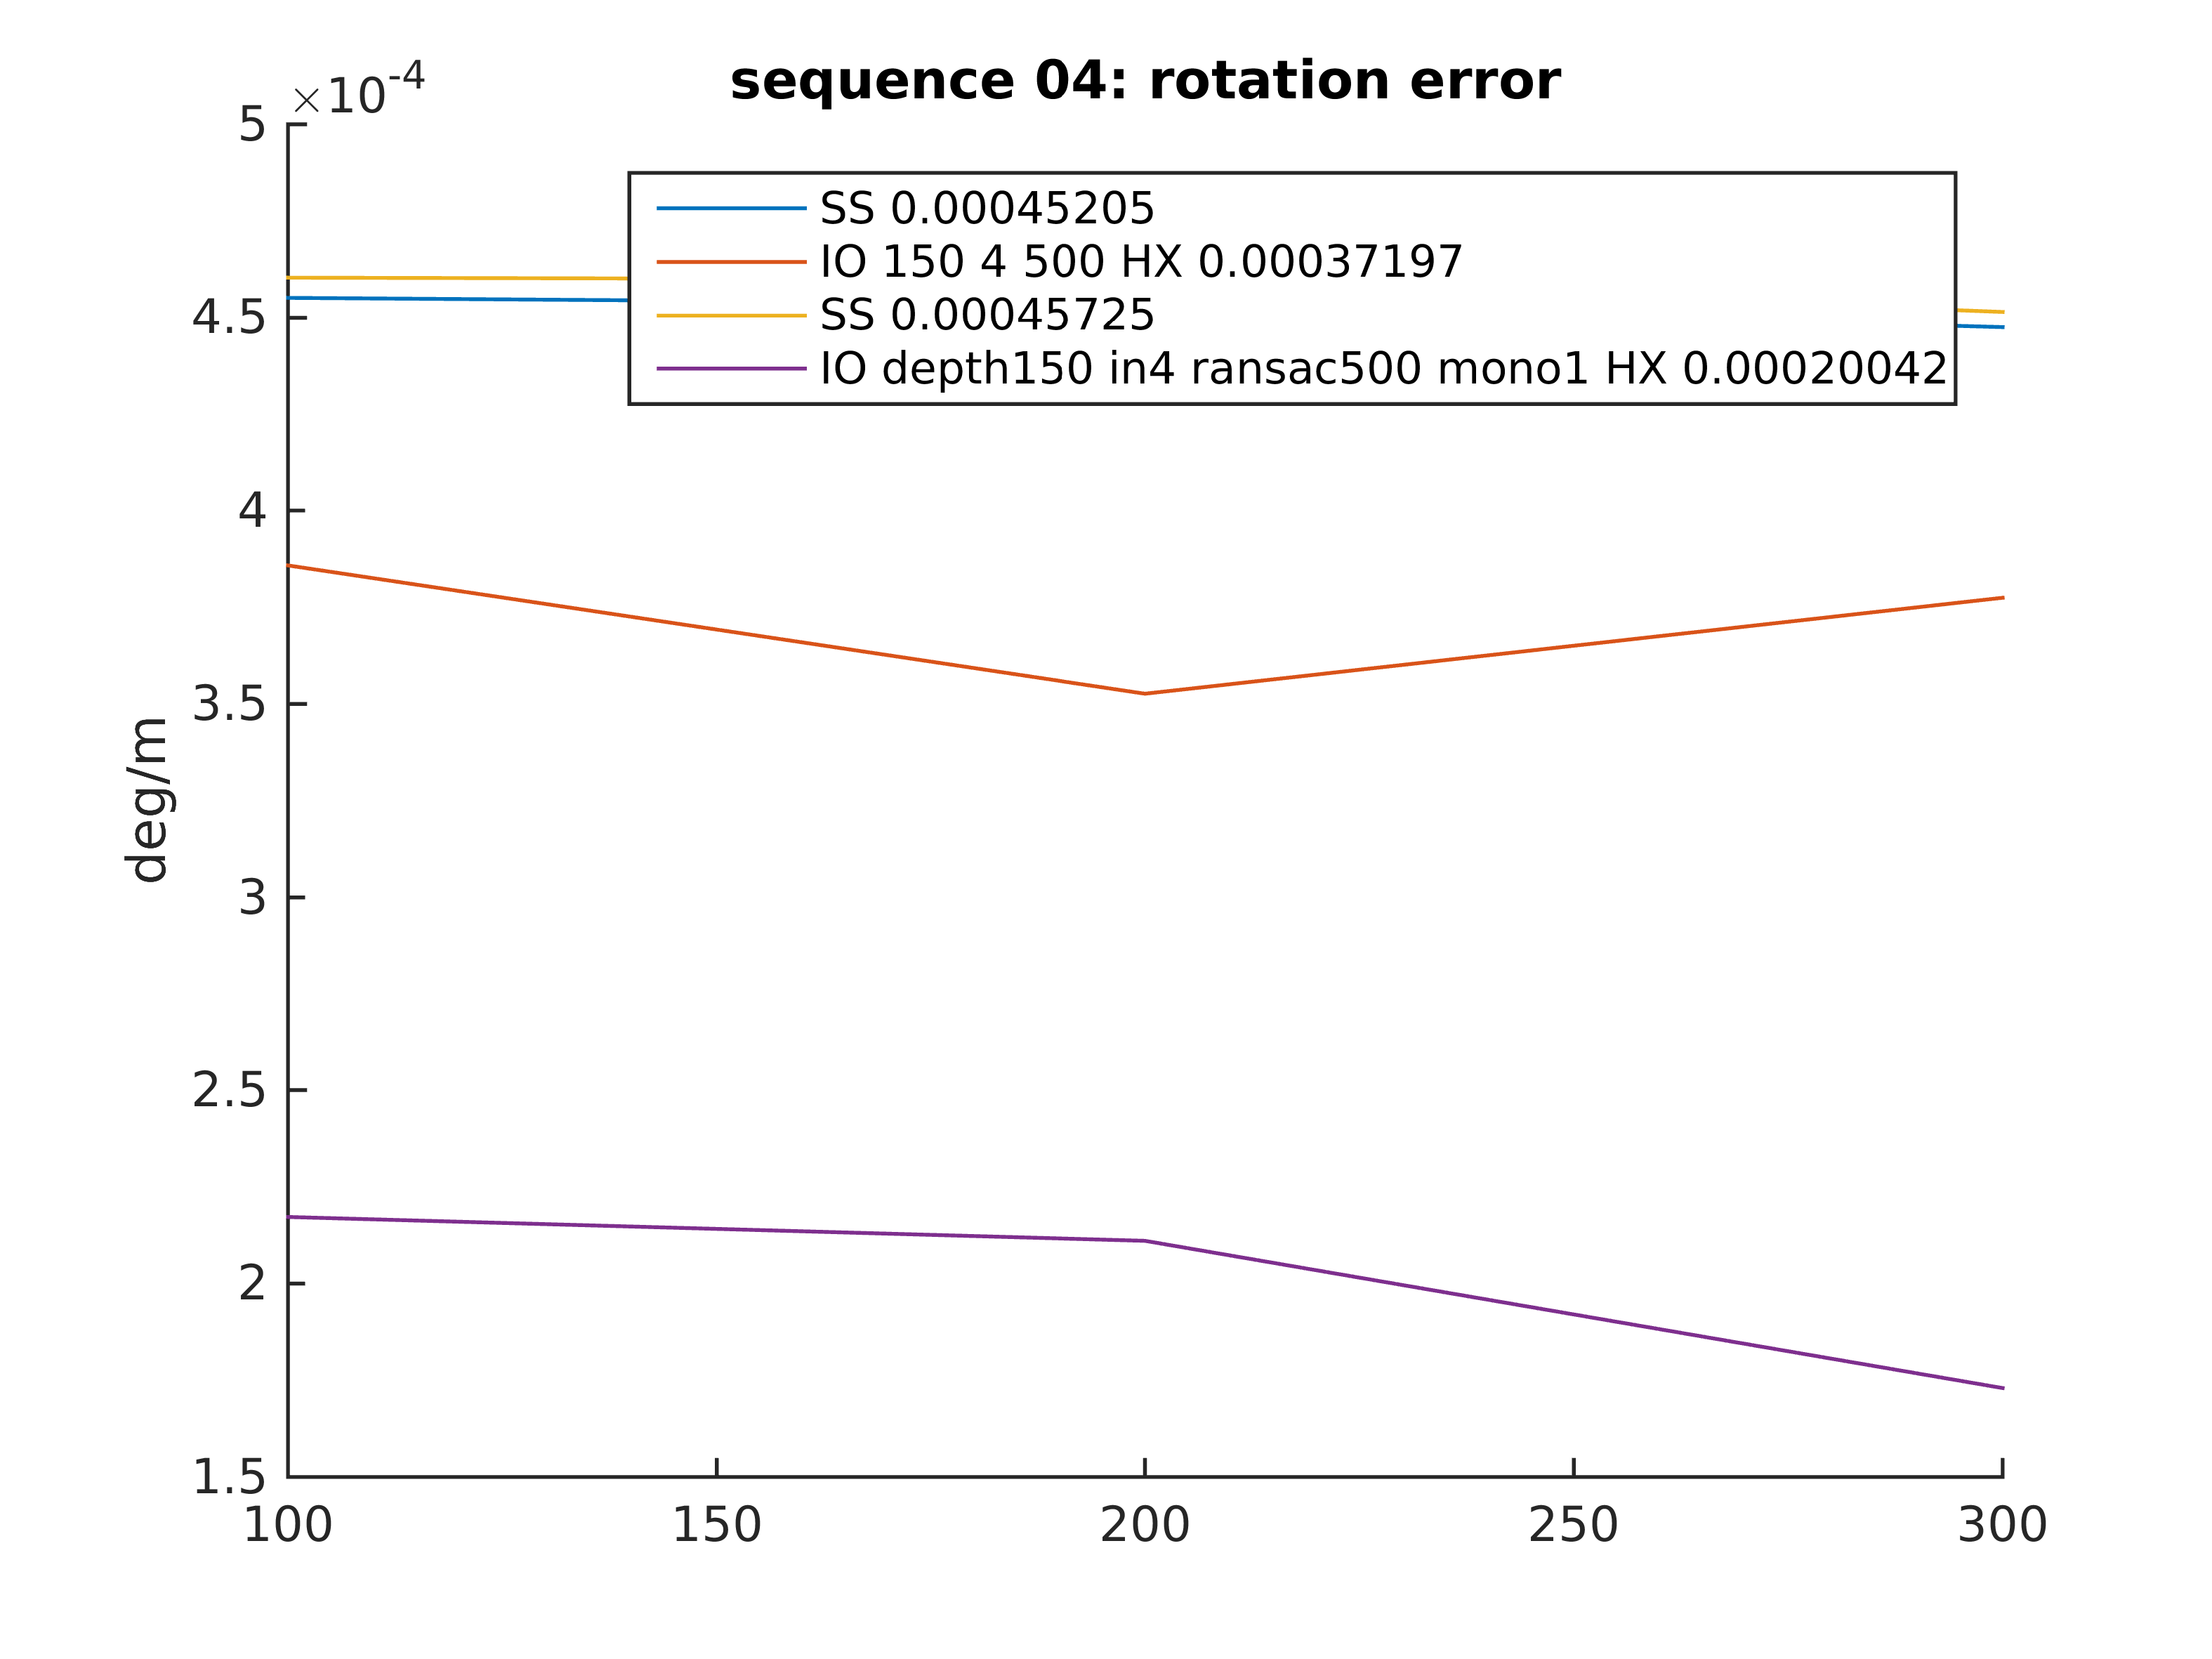 sequence 04: rotation error
×10-4
5
4.5
4
3.5
3
2.5
2
1.5
deg/m
SS 0.00045205
IO 150 4 500 HX 0.00037197
SS 0.00045725
IO depth150 in4 ransac500 mono1 HX 0.00020042
100 150 200 250 300